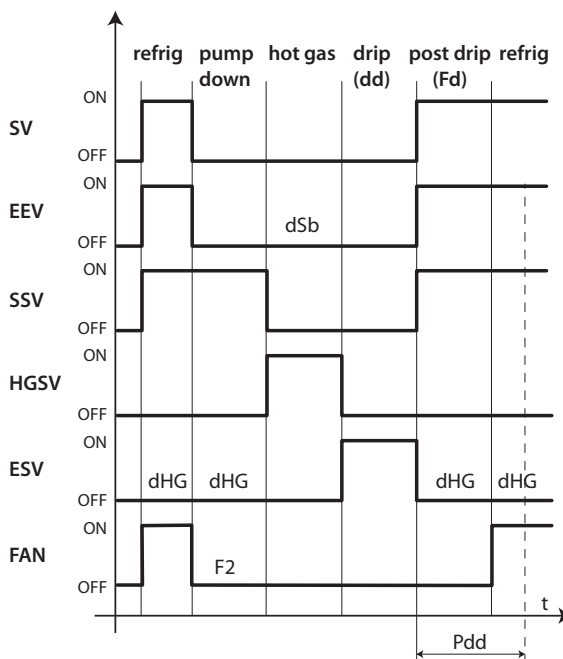 refrig pump hot gas drip post drip refrig
down (dd) (Fd)
ON
SV
OFF
ON
EEV
dSb
OFF
ON
SSV
OFF
ON
HGSV
OFF
ON
ESV
dHG dHG dHG dHG
OFF
ON
FAN
F2
OFF
t
Pdd